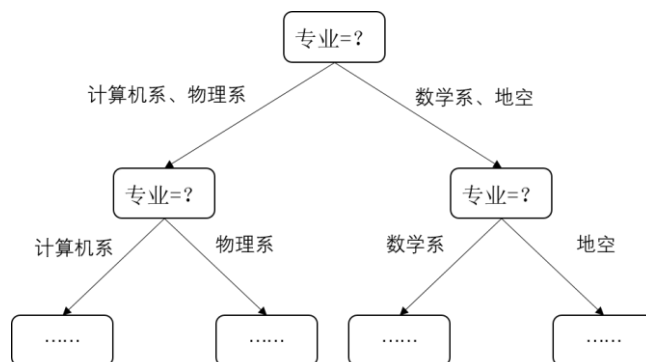 专业=?
计算机系、物理系
数学系、地空
专业=?
专业=?
计算机系
物理系
数学系
地空
……
……
……
……